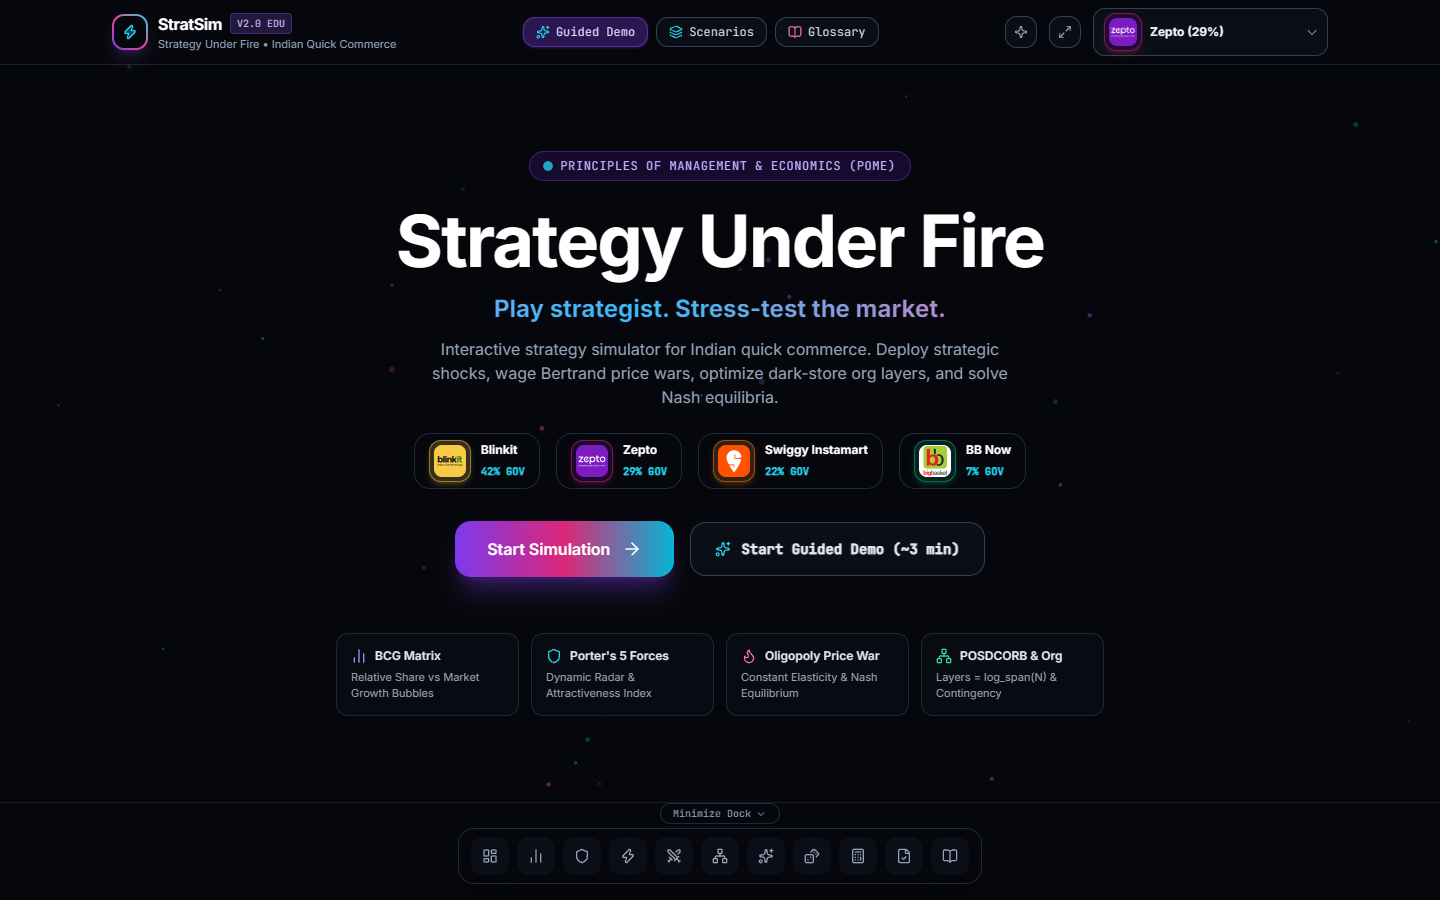 StratSim V2.0 EDU
Strategy Under Fire • Indian Quick Commerce
Guided Demo
Scenarios
Glossary
zepto
Zepto (29%)
PRINCIPLES OF MANAGEMENT & ECONOMICS (POME)
Strategy Under Fire
Play strategist. Stress-test the market.
Interactive strategy simulator for Indian quick commerce. Deploy strategic
shocks, wage Bertrand price wars, optimize dark-store org layers, and solve
Nash equilibria.
blinkit
Blinkit
42% GOV
zepto
Zepto
29% GOV
Swiggy Instamart
22% GOV
bb
bigbasket
BB Now
7% GOV
Start Simulation
Start Guided Demo (~3 min)
BCG Matrix
Relative Share vs Market
Growth Bubbles
Porter's 5 Forces
Dynamic Radar &
Attractiveness Index
Oligopoly Price War
Constant Elasticity & Nash
Equilibrium
POSDCORB & Org
Layers = log_span(N) &
Contingency
Minimize Dock